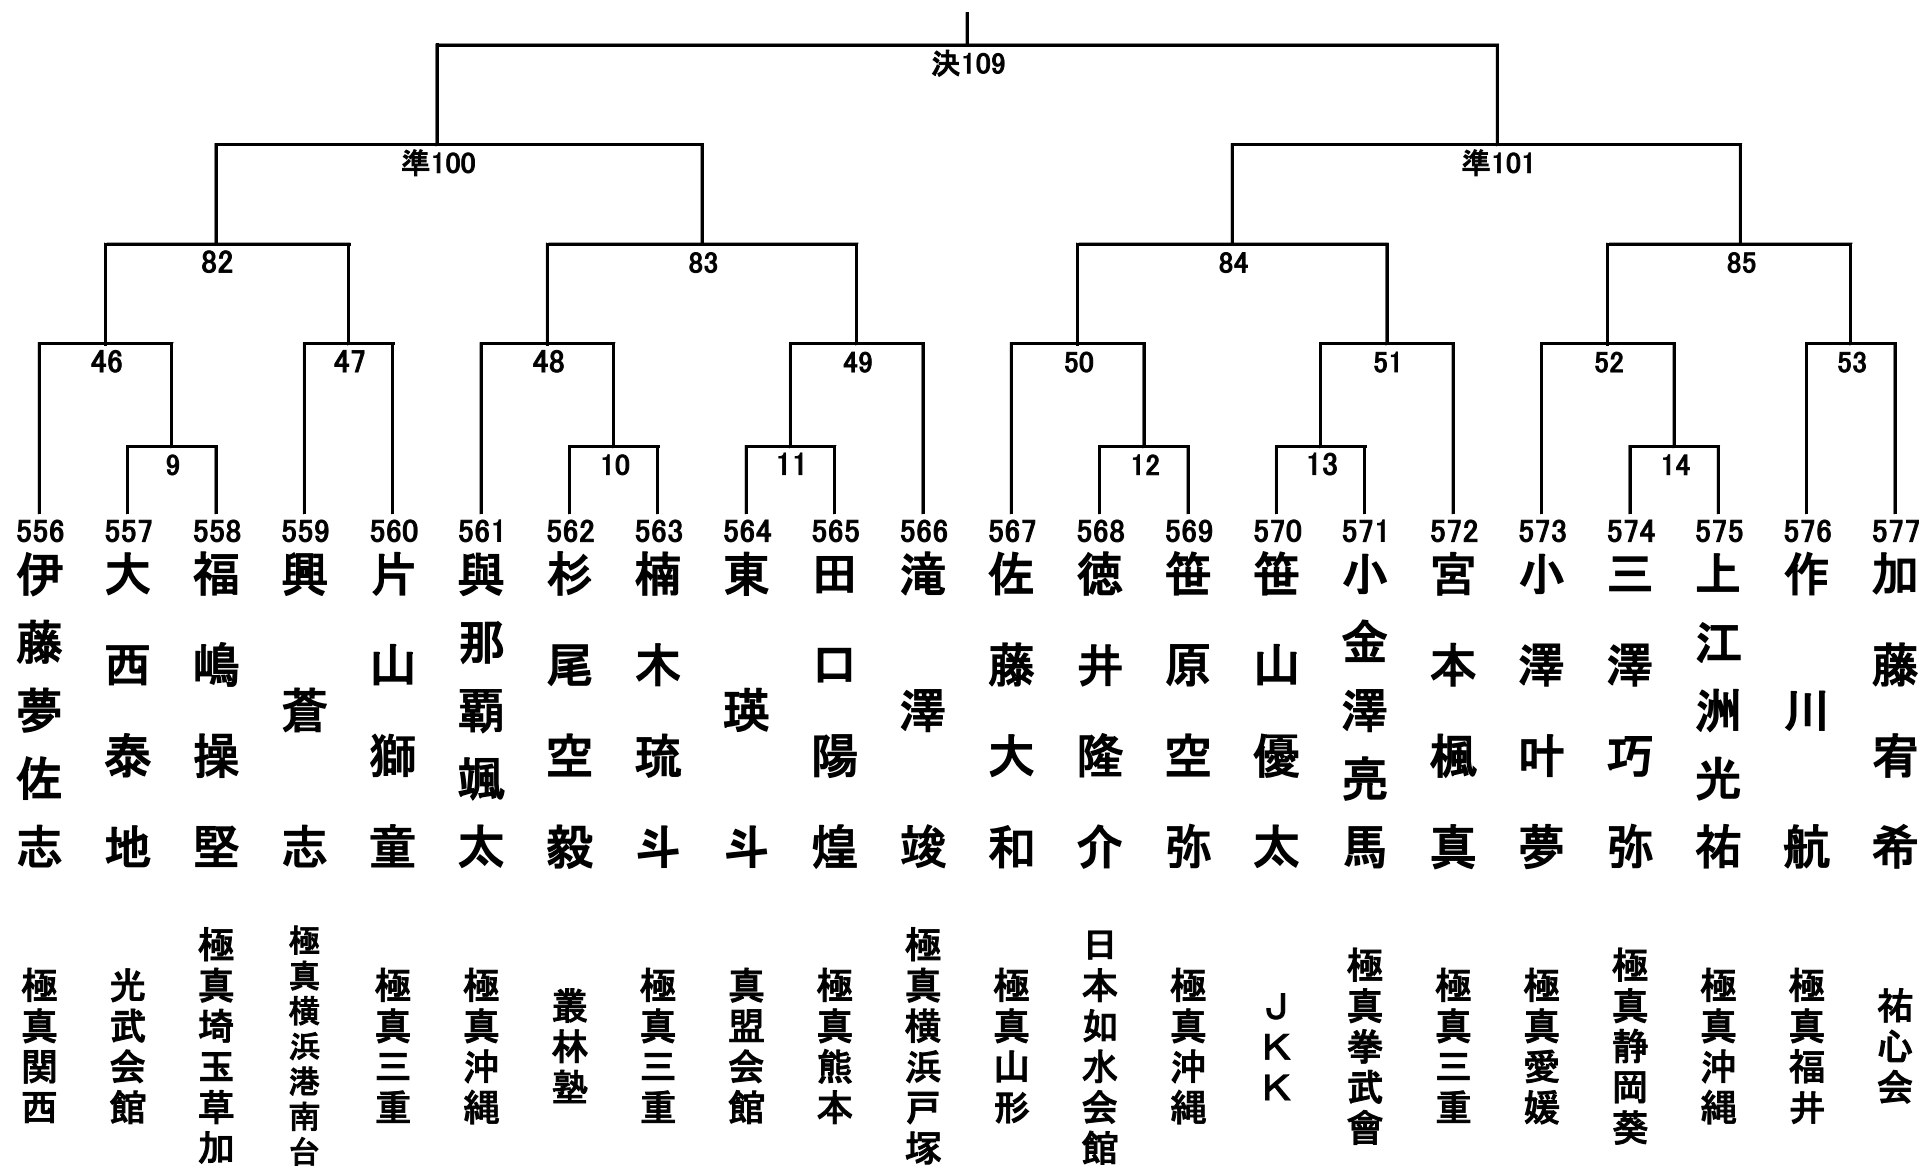 決109
準100
準101
82
83
84
85
46
47
48
49
50
51
52
53
9
10
11
12
13
14
556
557
558
559
560
561
562
563
564
565
566
567
568
569
570
571
572
573
574
575
576
577
伊藤夢佐志
大西泰地
福嶋操堅
興蒼志
片山獅童
與那覇颯太
杉尾空毅
楠木琉斗
東瑛斗
田口陽煌
滝澤竣
佐藤大和
徳井隆介
笹原空弥
笹山優太
小金澤亮馬
宮本楓真
小澤叶夢
三澤巧弥
上江洲光祐
作川航
加藤宥希
極真関西
光武会館
極真埼玉草加
極真横浜港南台
極真三重
極真沖縄
叢林塾
極真三重
真盟会館
極真熊本
極真横浜戸塚
極真山形
日本如水会館
極真沖縄
ＪＫＫ
極真拳武會
極真三重
極真愛媛
極真静岡葵
極真沖縄
極真福井
祐心会